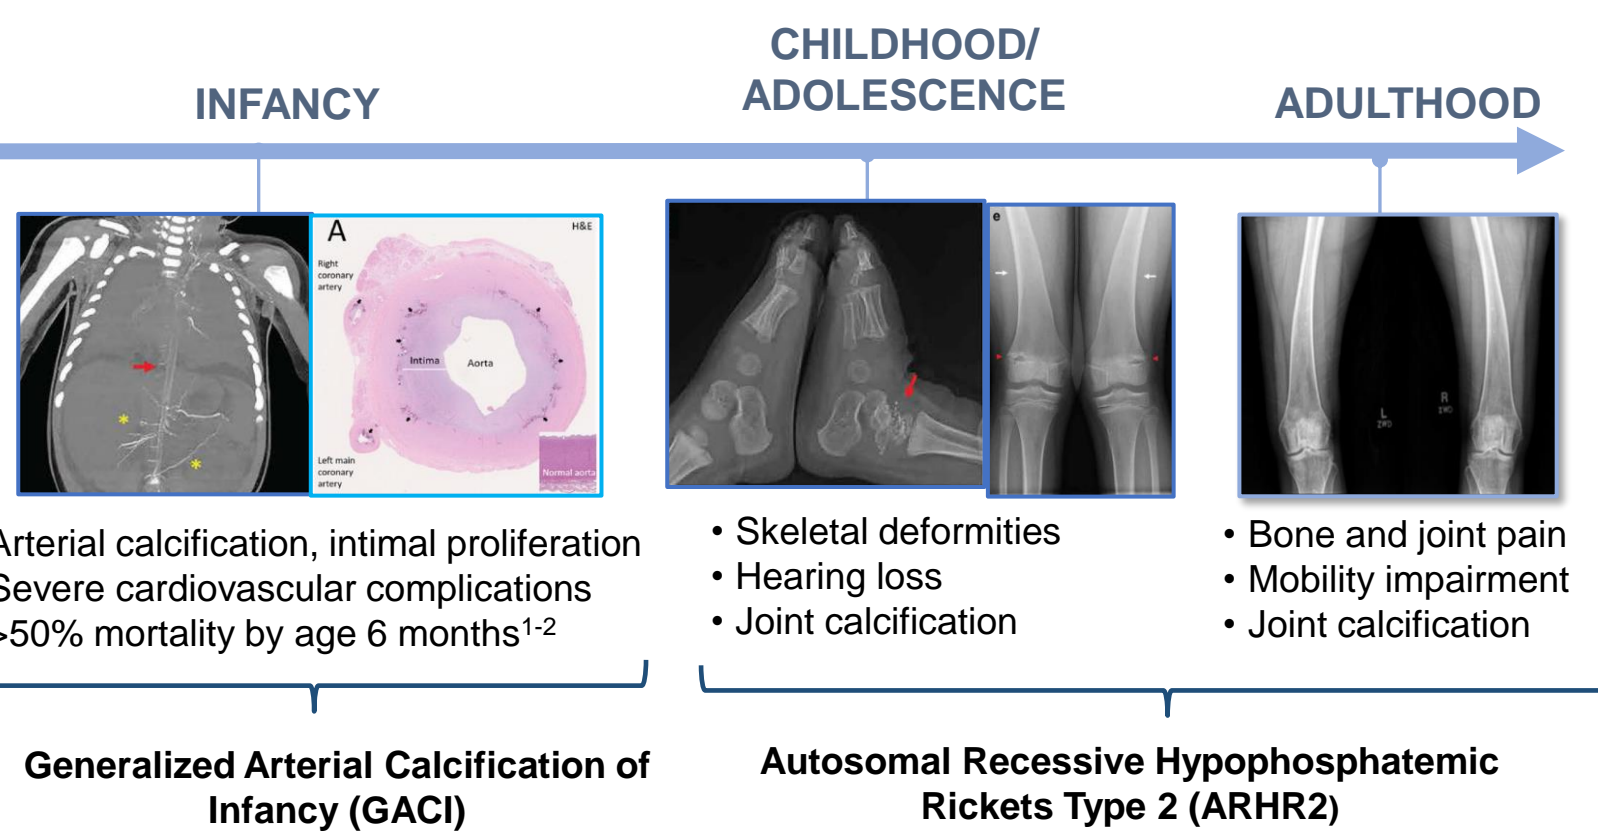 CHILDHOOD/
ADOLESCENCE
INFANCY
ADULTHOOD
A
H&E
Right
coronary
artery
Intima
Aorta
Left main
coronary
artery
Normal aorta
e
L
ZWD
R
ZWD
Arterial calcification, intimal proliferation
Severe cardiovascular complications
>50% mortality by age 6 months1-2
• Skeletal deformities
• Hearing loss
• Joint calcification
• Bone and joint pain
• Mobility impairment
• Joint calcification
Generalized Arterial Calcification of
Infancy (GACI)
Autosomal Recessive Hypophosphatemic
Rickets Type 2 (ARHR2)